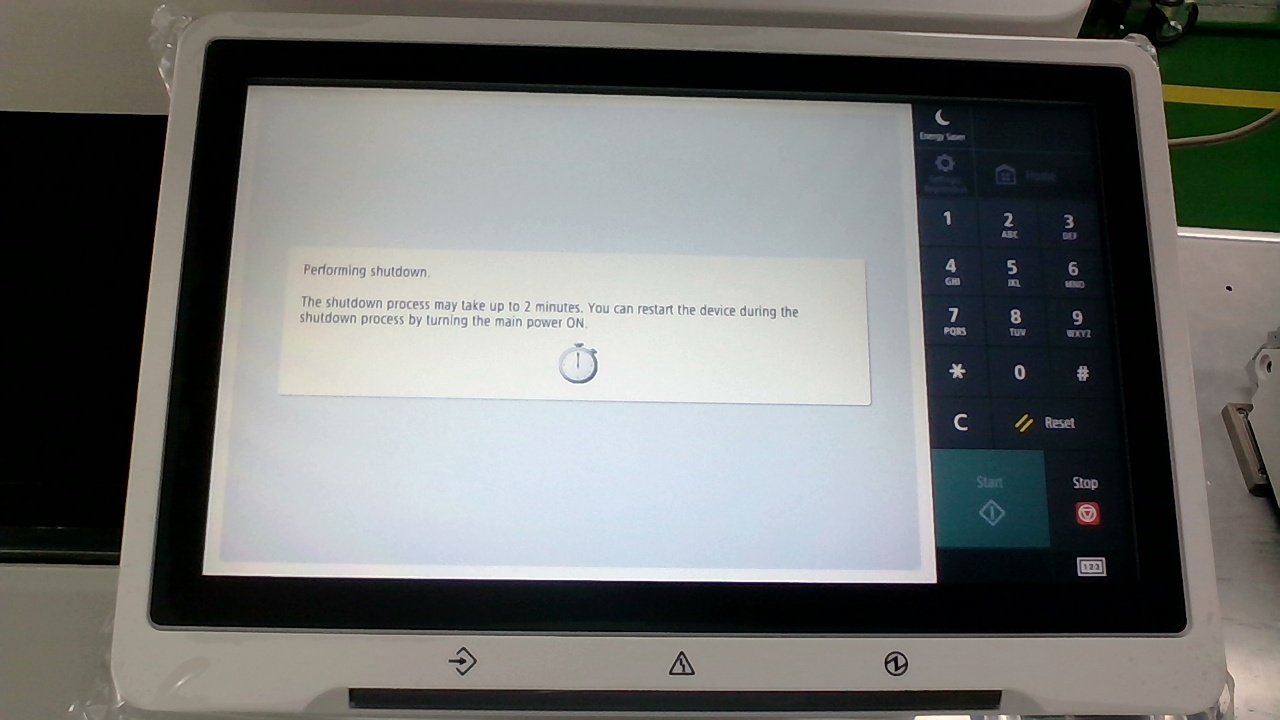 Performing shutdown.
The shutdown process may take up to 2 minutes. You can restart the device during the
shutdown process by turning the main power ON.
Energy Saver
Home
1
2
ABC
3
DEF
4
GHI
5
JKL
6
MNO
7
PQRS
8
TUV
9
WXYZ
*
0
#
C
Reset
Start
Stop
123